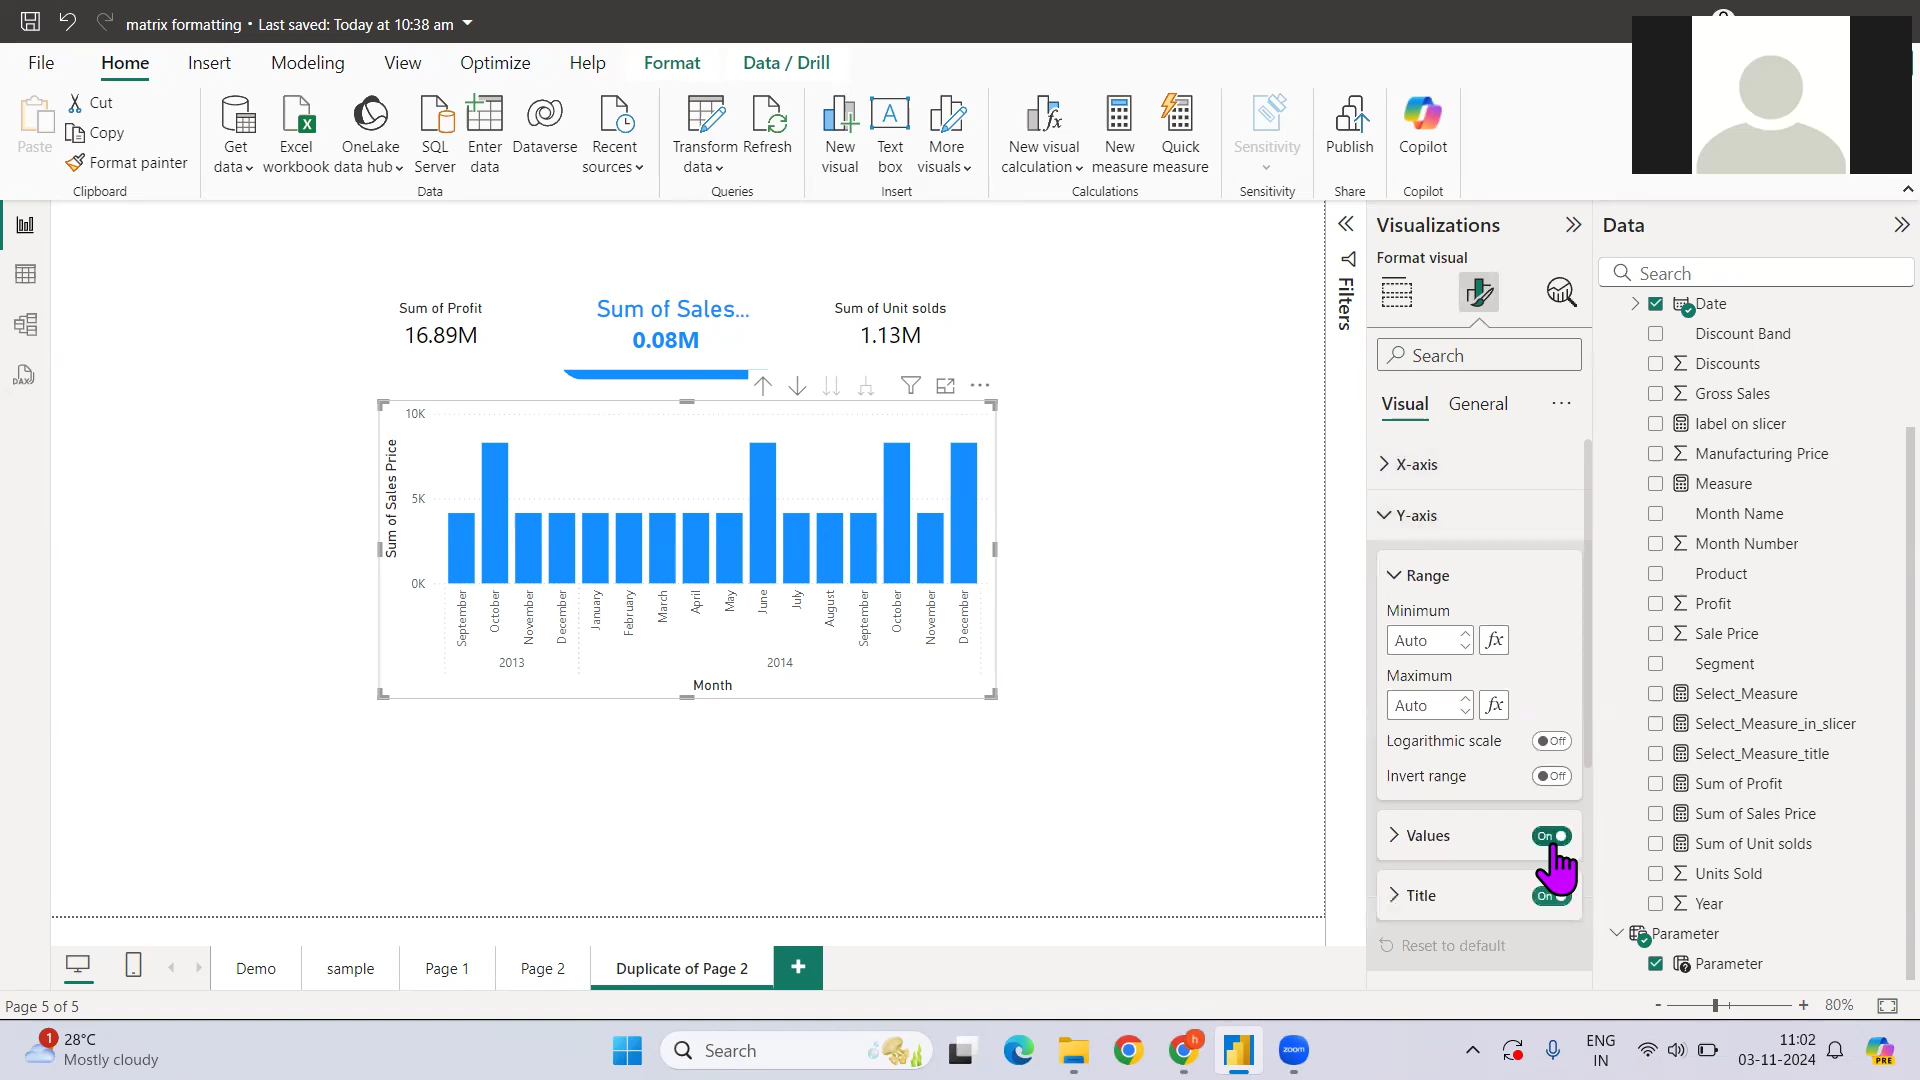 matrix formatting • Last saved: Today at 10:38 am
File Home Insert Modeling View Optimize Help Format Data / Drill
Paste
Cut
Copy
Format painter
Clipboard
Get data
Excel workbook
OneLake data hub
SQL Server
Enter data
Dataverse
Recent sources
Data
Transform data
Refresh
Queries
New visual
A
Text box
More visuals
Insert
fx
New visual calculation
New measure
Quick measure
Calculations
Sensitivity
Sensitivity
Publish
Share
Copilot
Copilot
DAX
Sum of Profit
16.89M
Sum of Sales...
0.08M
Sum of Unit solds
1.13M
10K
5K
0K
Sum of Sales Price
September
October
November
December
January
February
March
April
May
June
July
August
September
October
November
December
2013
2014
Month
Filters
Visualizations
Format visual
Search
Visual General
X-axis
Y-axis
Range
Minimum
Auto fx
Maximum
Auto fx
Logarithmic scale Off
Invert range Off
Values On
Title On
Reset to default
Data
Search
Date
Discount Band
Discounts
Gross Sales
label on slicer
Manufacturing Price
Measure
Month Name
Month Number
Product
Profit
Sale Price
Segment
Select_Measure
Select_Measure_in_slicer
Select_Measure_title
Sum of Profit
Sum of Sales Price
Sum of Unit solds
Units Sold
Year
Parameter
Parameter
Demo
sample
Page 1
Page 2
Duplicate of Page 2
+
Page 5 of 5
- + 80%
1
28°C
Mostly cloudy
Search
h
zoom
ENG
IN
11:02
03-11-2024
PRE